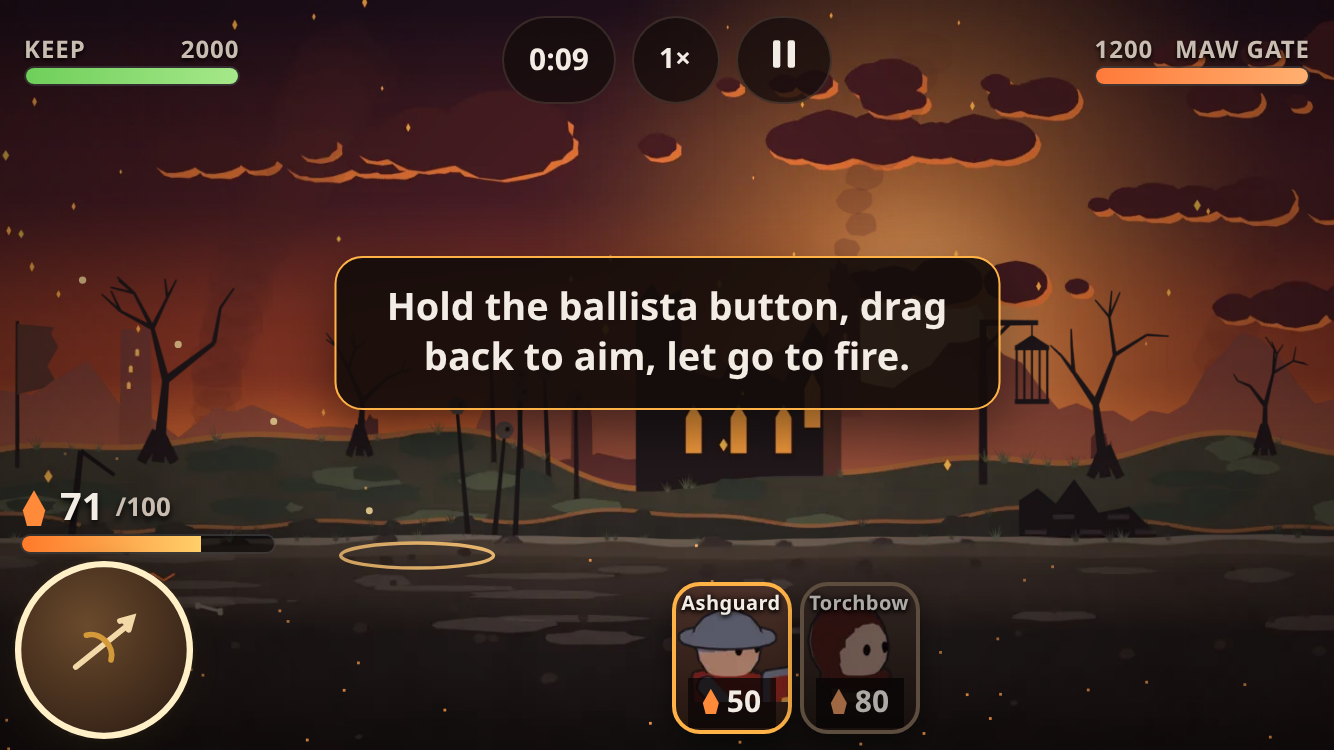 KEEP 2000
0:09
1×
1200 MAW GATE
Hold the ballista button, drag
back to aim, let go to fire.
71 /100
Ashguard
50
Torchbow
80